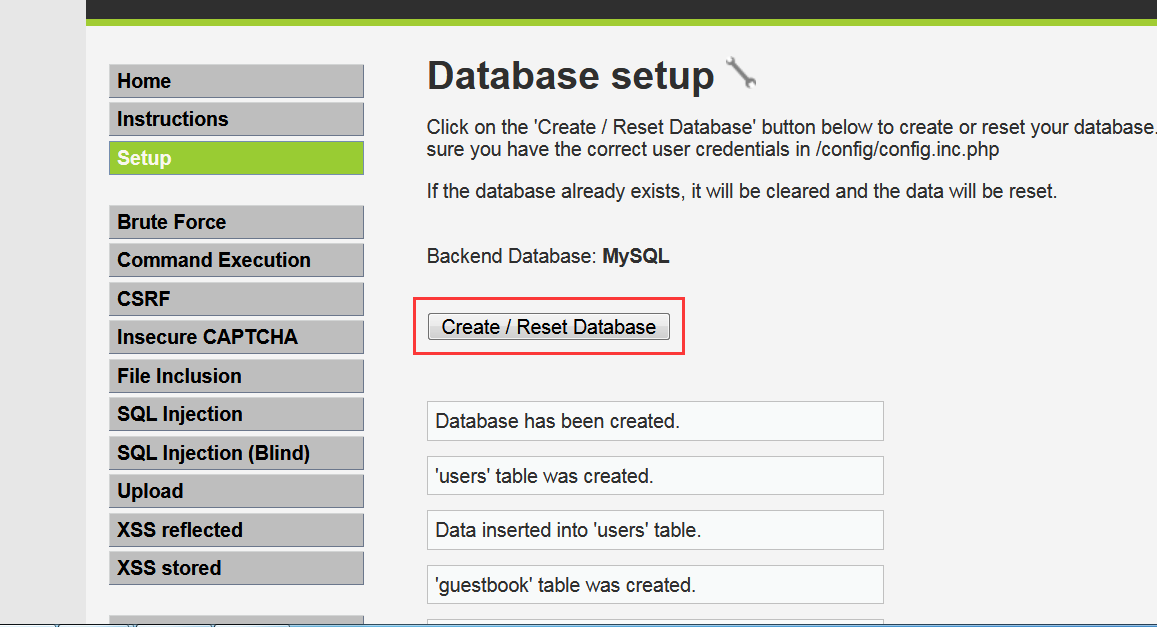 Home
Instructions
Setup
Brute Force
Command Execution
CSRF
Insecure CAPTCHA
File Inclusion
SQL Injection
SQL Injection (Blind)
Upload
XSS reflected
XSS stored
Database setup
Click on the 'Create / Reset Database' button below to create or reset your database.
sure you have the correct user credentials in /config/config.inc.php
If the database already exists, it will be cleared and the data will be reset.
Backend Database: MySQL
Create / Reset Database
Database has been created.
'users' table was created.
Data inserted into 'users' table.
'guestbook' table was created.